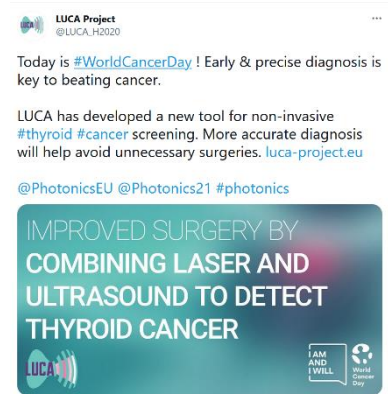 LUCA Project
@LUCA_H2020
Today is #WorldCancerDay ! Early & precise diagnosis is
key to beating cancer.
LUCA has developed a new tool for non-invasive
#thyroid #cancer screening. More accurate diagnosis
will help avoid unnecessary surgeries. luca-project.eu
@PhotonicsEU @Photonics21 #photonics
IMPROVED SURGERY BY
COMBINING LASER AND
ULTRASOUND TO DETECT
THYROID CANCER
LUCA
I AM
AND
I WILL
World
Cancer
Day